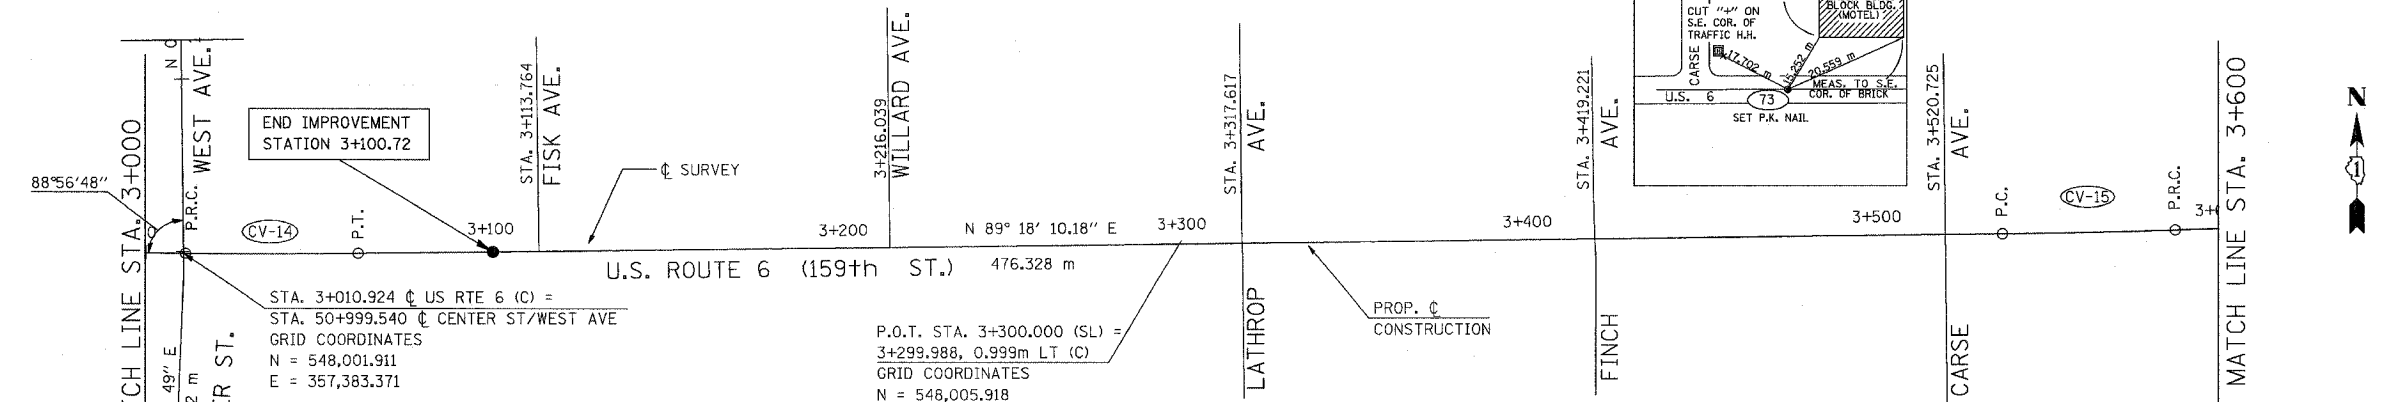 MATCH LINE STA. 3+000
88°56'48"
N 0
P.R.C.
WEST AVE.
CV-14
P.T.
END IMPROVEMENT
STATION 3+100.72
3+100
STA. 3+113.764
FISK AVE.
℄ SURVEY
3+200
3+216.039
WILLARD AVE.
N 89° 18' 10.18" E
3+300
STA. 3+317.617
AVE.
LATHROP
U.S. ROUTE 6 (159th ST.)
476.328 m
STA. 3+010.924 ℄ US RTE 6 (C) =
STA. 50+999.540 ℄ CENTER ST/WEST AVE
GRID COORDINATES
N = 548,001.911
E = 357,383.371
49" E
2 m
ER ST.
P.O.T. STA. 3+300.000 (SL) =
3+299.988, 0.999m LT (C)
GRID COORDINATES
N = 548,005.918
PROP. ℄
CONSTRUCTION
3+400
STA. 3+419.221
AVE.
FINCH
CUT "+" ON
S.E. COR. OF
TRAFFIC H.H.
BLOCK BLDG.
(MOTEL)
CARSE
17.702 m
15.252 m
20.559 m
MEAS. TO S.E.
COR. OF BRICK
U.S. 6
73
SET P.K. NAIL
3+500
STA. 3+520.725
AVE.
CARSE
P.C.
CV-15
P.R.C.
MATCH LINE STA. 3+600
N
1